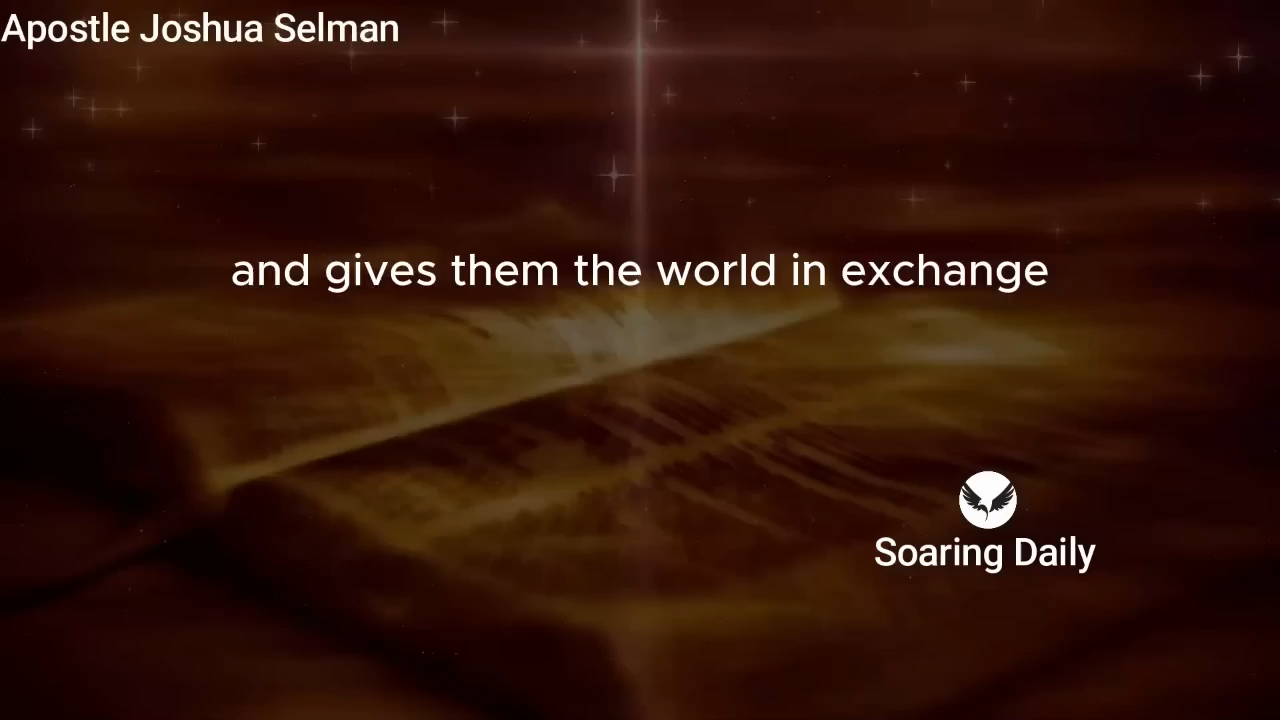 Apostle Joshua Selman
and gives them the world in exchange
Soaring Daily